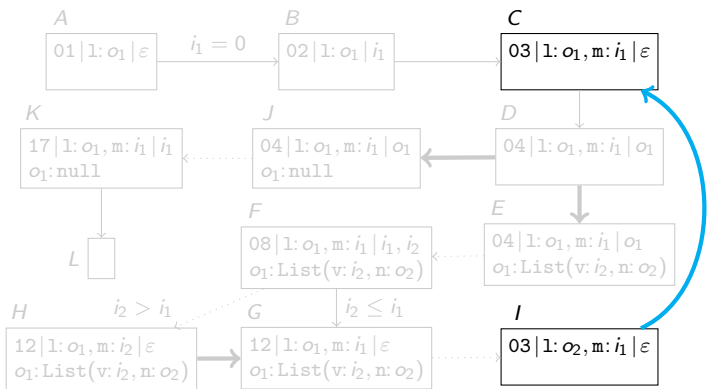 A
01 | l: o₁ | ε
i₁ = 0
B
02 | l: o₁ | i₁
C
03 | l: o₁, m: i₁ | ε
K
17 | l: o₁, m: i₁ | i₁
o₁: null
J
04 | l: o₁, m: i₁ | o₁
o₁: null
D
04 | l: o₁, m: i₁ | o₁
L
F
08 | l: o₁, m: i₁ | i₁, i₂
o₁: List(v: i₂, n: o₂)
E
04 | l: o₁, m: i₁ | o₁
o₁: List(v: i₂, n: o₂)
i₂ > i₁
i₂ ≤ i₁
H
12 | l: o₁, m: i₂ | ε
o₁: List(v: i₂, n: o₂)
G
12 | l: o₁, m: i₁ | ε
o₁: List(v: i₂, n: o₂)
I
03 | l: o₂, m: i₁ | ε